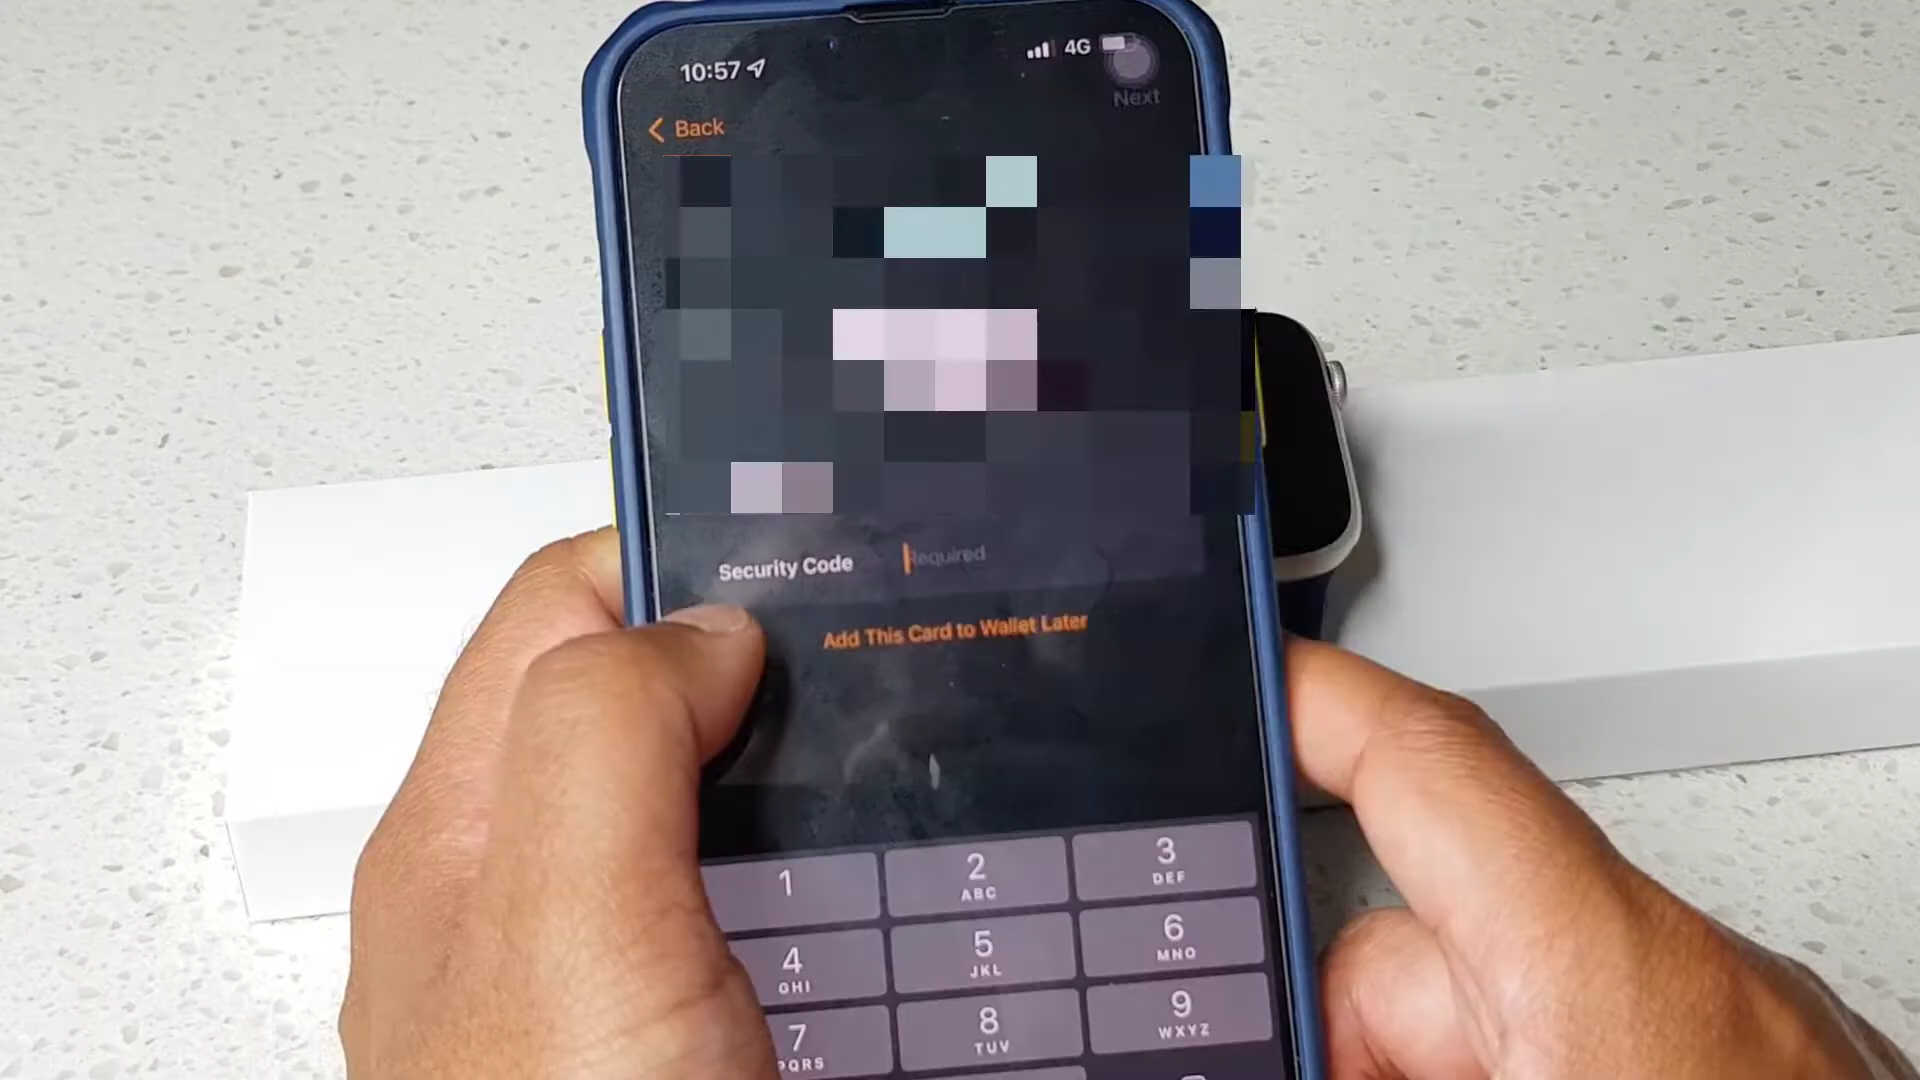 10:57
4G
Next
Back
Security Code
Required
Add This Card to Wallet Later
1
2
ABC
3
DEF
4
GHI
5
JKL
6
MNO
7
PQRS
8
TUV
9
WXYZ